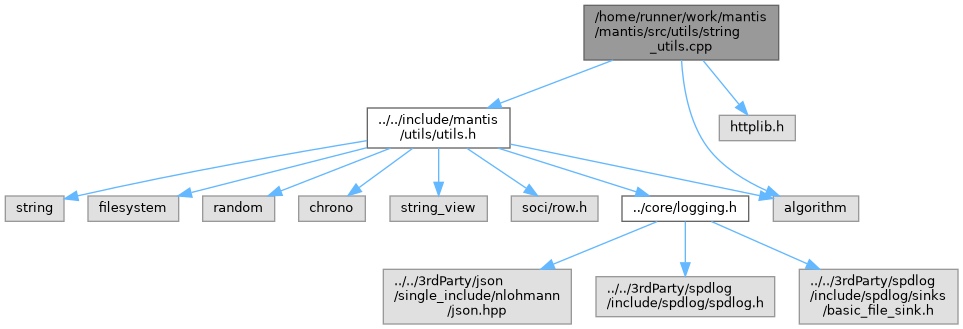 /home/runner/work/mantis
/mantis/src/utils/string
_utils.cpp
../../include/mantis
/utils/utils.h
httplib.h
string
filesystem
random
chrono
string_view
soci/row.h
../core/logging.h
algorithm
../../3rdParty/json
/single_include/nlohmann
/json.hpp
../../3rdParty/spdlog
/include/spdlog/spdlog.h
../../3rdParty/spdlog
/include/spdlog/sinks
/basic_file_sink.h